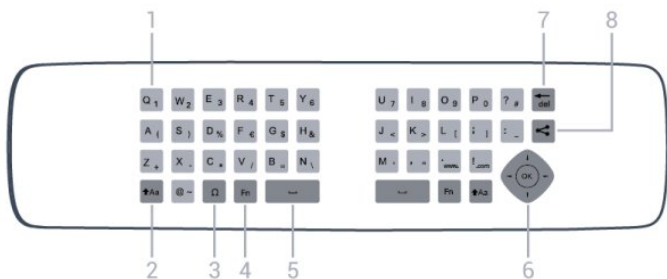 1 7 8
Q 1 W 2 E 3 R 4 T 5 Y 6 U 7 I 8 O 9 P 0 ? # del
A ( S ) D % F € G $ H & J < K > L [ ; ] : _
Z + X - C * V / B " N \ M ' , " . www. ! .com OK
Aa @ ~ Ω Fn Fn Aa
2 3 4 5 6